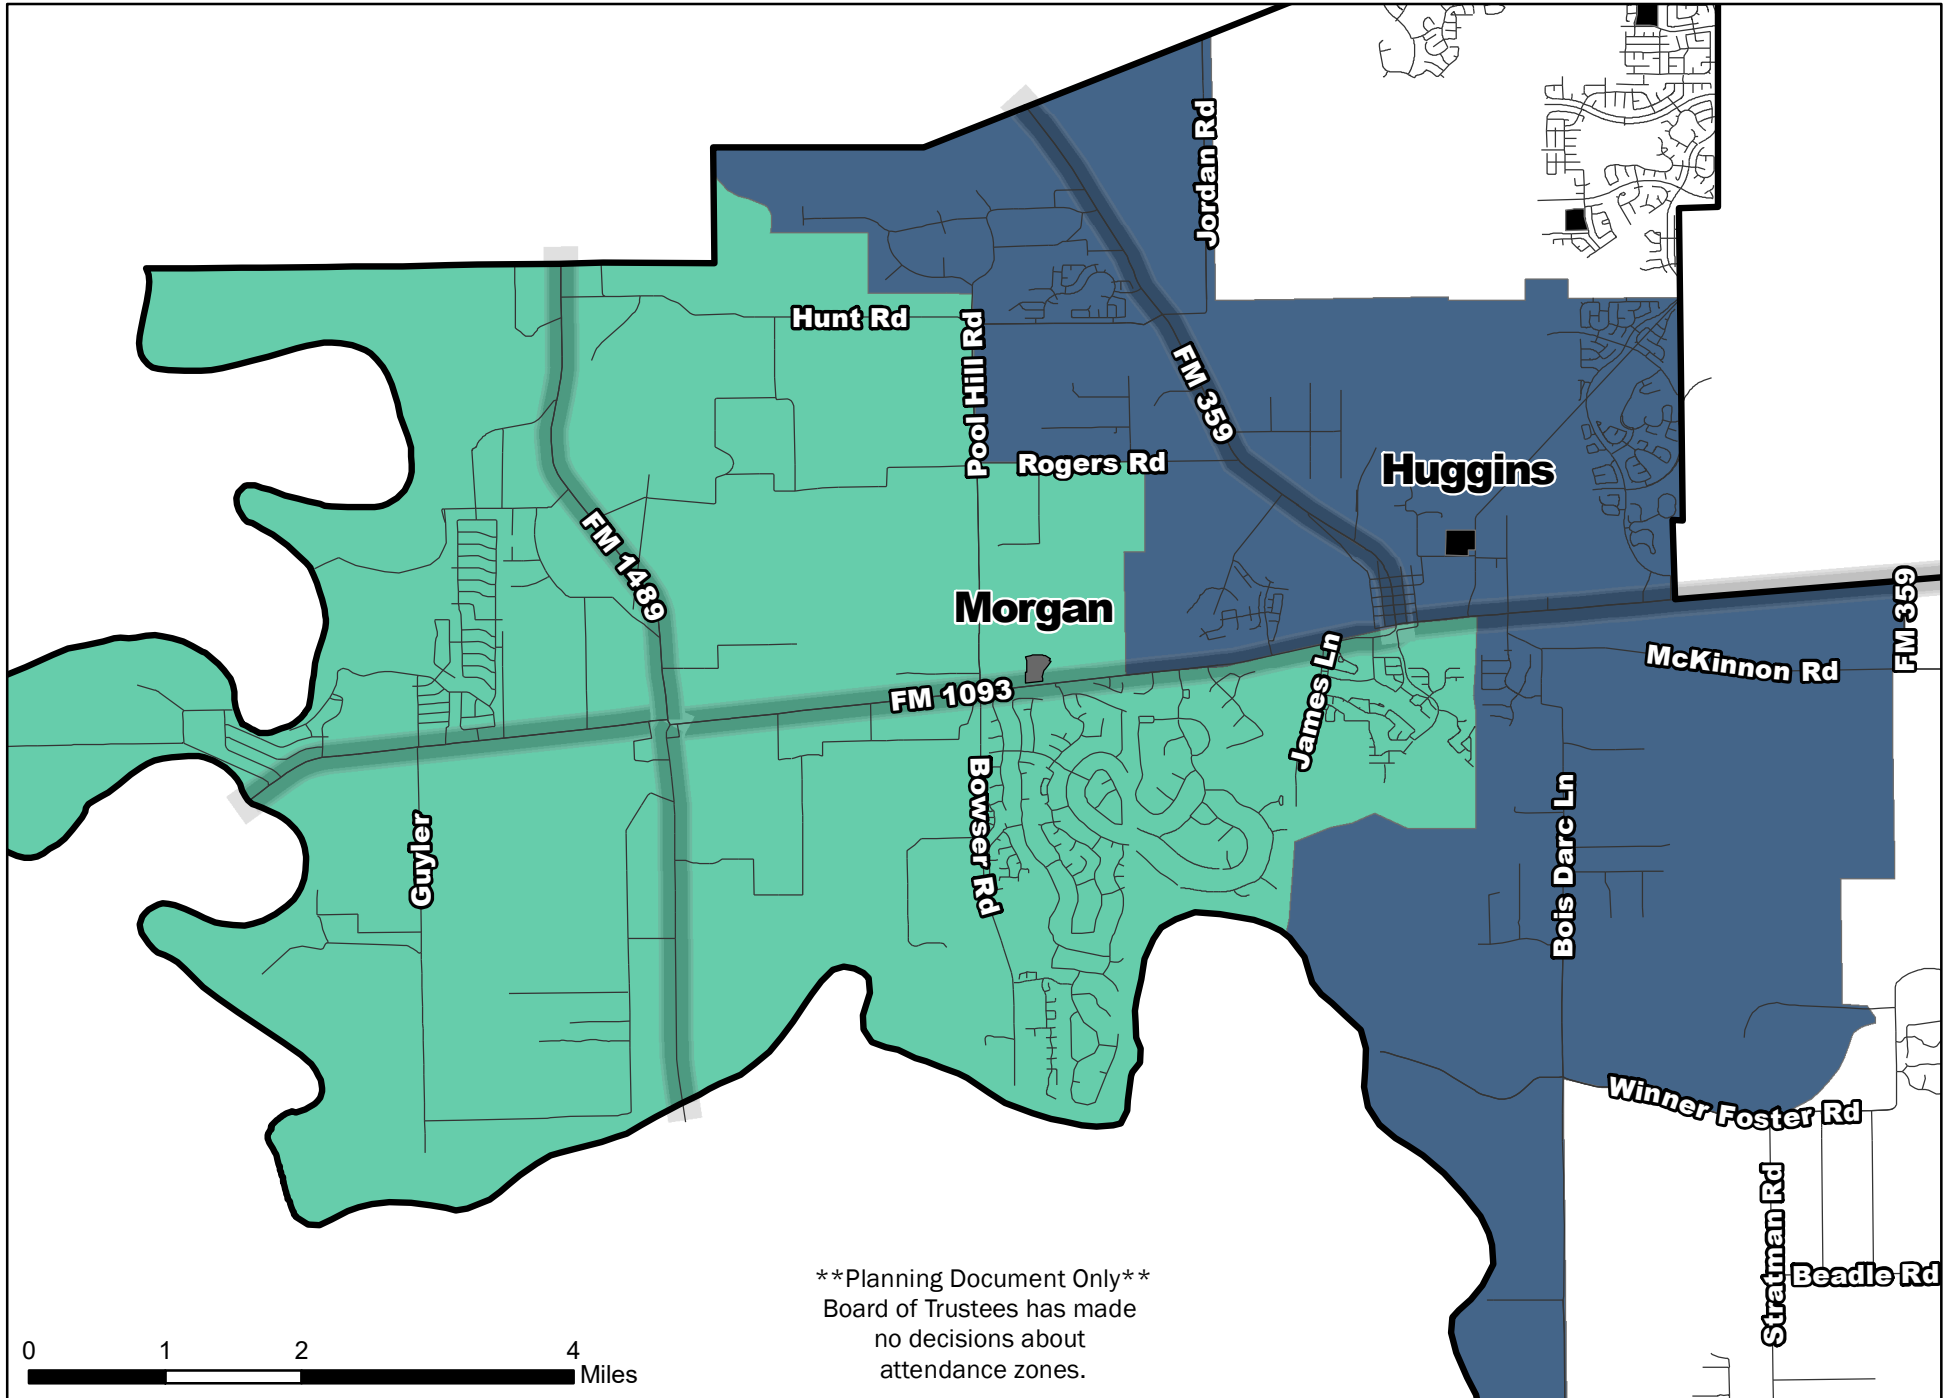 Jordan Rd
Hunt Rd
Pool Hill Rd
FM 359
Rogers Rd
Huggins
FM 1489
Morgan
FM 359
James Ln
McKinnon Rd
FM 1093
Bowser Rd
Guyler
Bois Darc Ln
Winner Foster Rd
Stratman Rd
Beadle Rd
**Planning Document Only**
Board of Trustees has made
no decisions about
attendance zones.
0 1 2 4
Miles